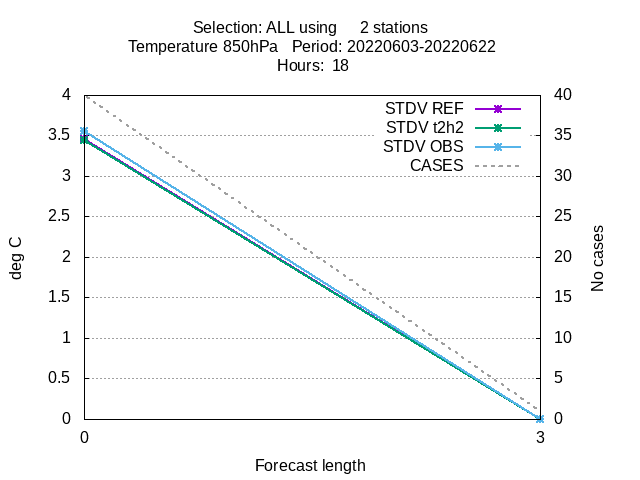 Selection: ALL using 2 stations
Temperature 850hPa Period: 20220603-20220622
Hours: 18
4
3.5
3
2.5
2
1.5
1
0.5
0
40
35
30
25
20
15
10
5
0
STDV REF
STDV t2h2
STDV OBS
CASES
deg C
No cases
0
3
Forecast length